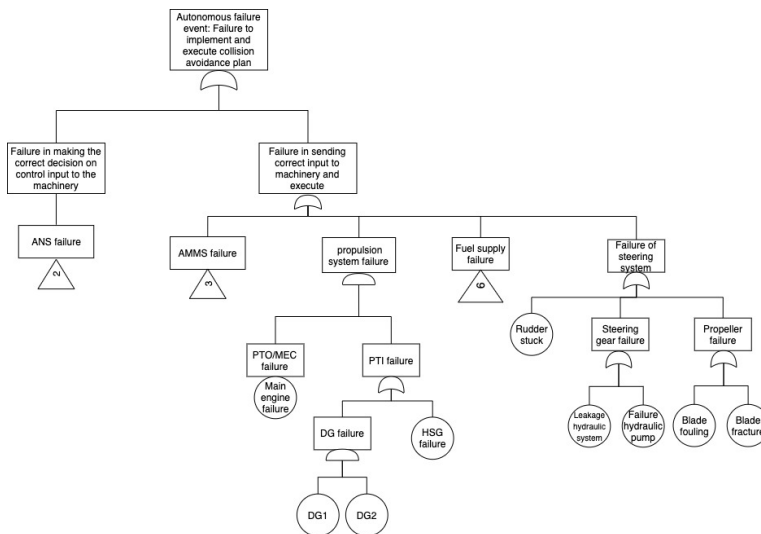 Autonomous failure
event: Failure to
implement and
execute collision
avoidance plan
Failure in making the
correct decision on
control input to the
machinery
Failure in sending
correct input to
machinery and
execute
ANS failure
2
AMMS failure
3
propulsion
system failure
Fuel supply
failure
6
Failure of
steering
system
PTO/MEC
failure
Main
engine
failure
PTI failure
Rudder
stuck
Steering
gear failure
Propeller
failure
DG failure
HSG
failure
Leakage
hydraulic
system
Failure
hydraulic
pump
Blade
fouling
Blade
fracture
DG1
DG2